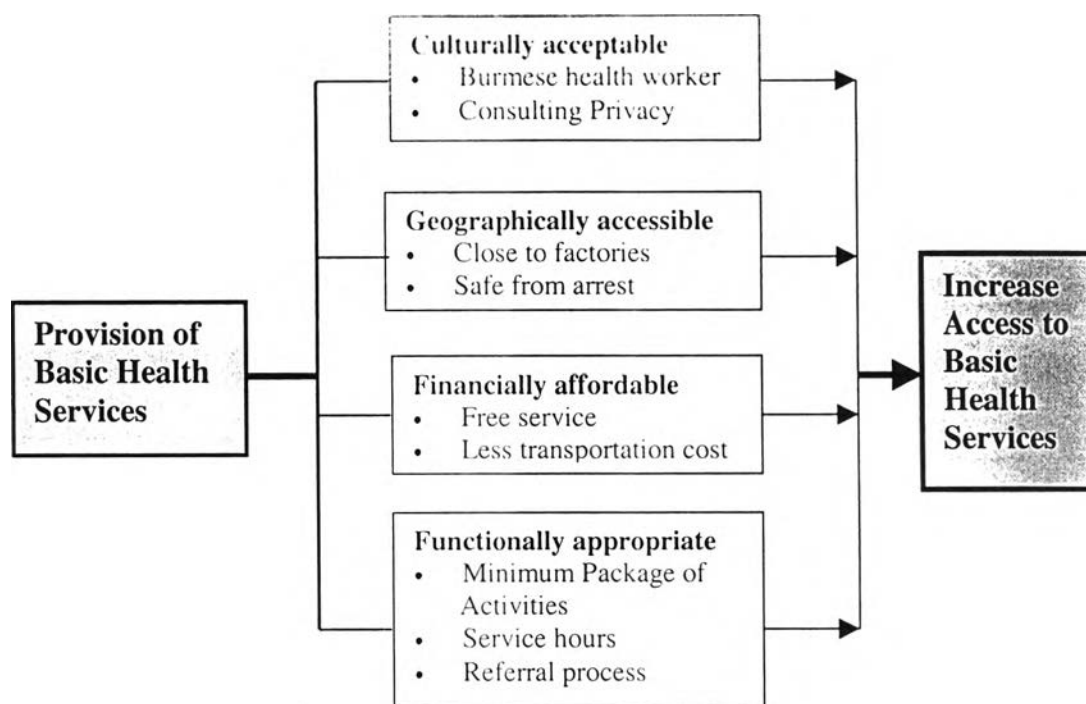 Provision of
Basic Health
Services
Culturally acceptable
• Burmese health worker
• Consulting Privacy
Geographically accessible
• Close to factories
• Safe from arrest
Financially affordable
• Free service
• Less transportation cost
Functionally appropriate
• Minimum Package of
Activities
• Service hours
• Referral process
Increase
Access to
Basic
Health
Services